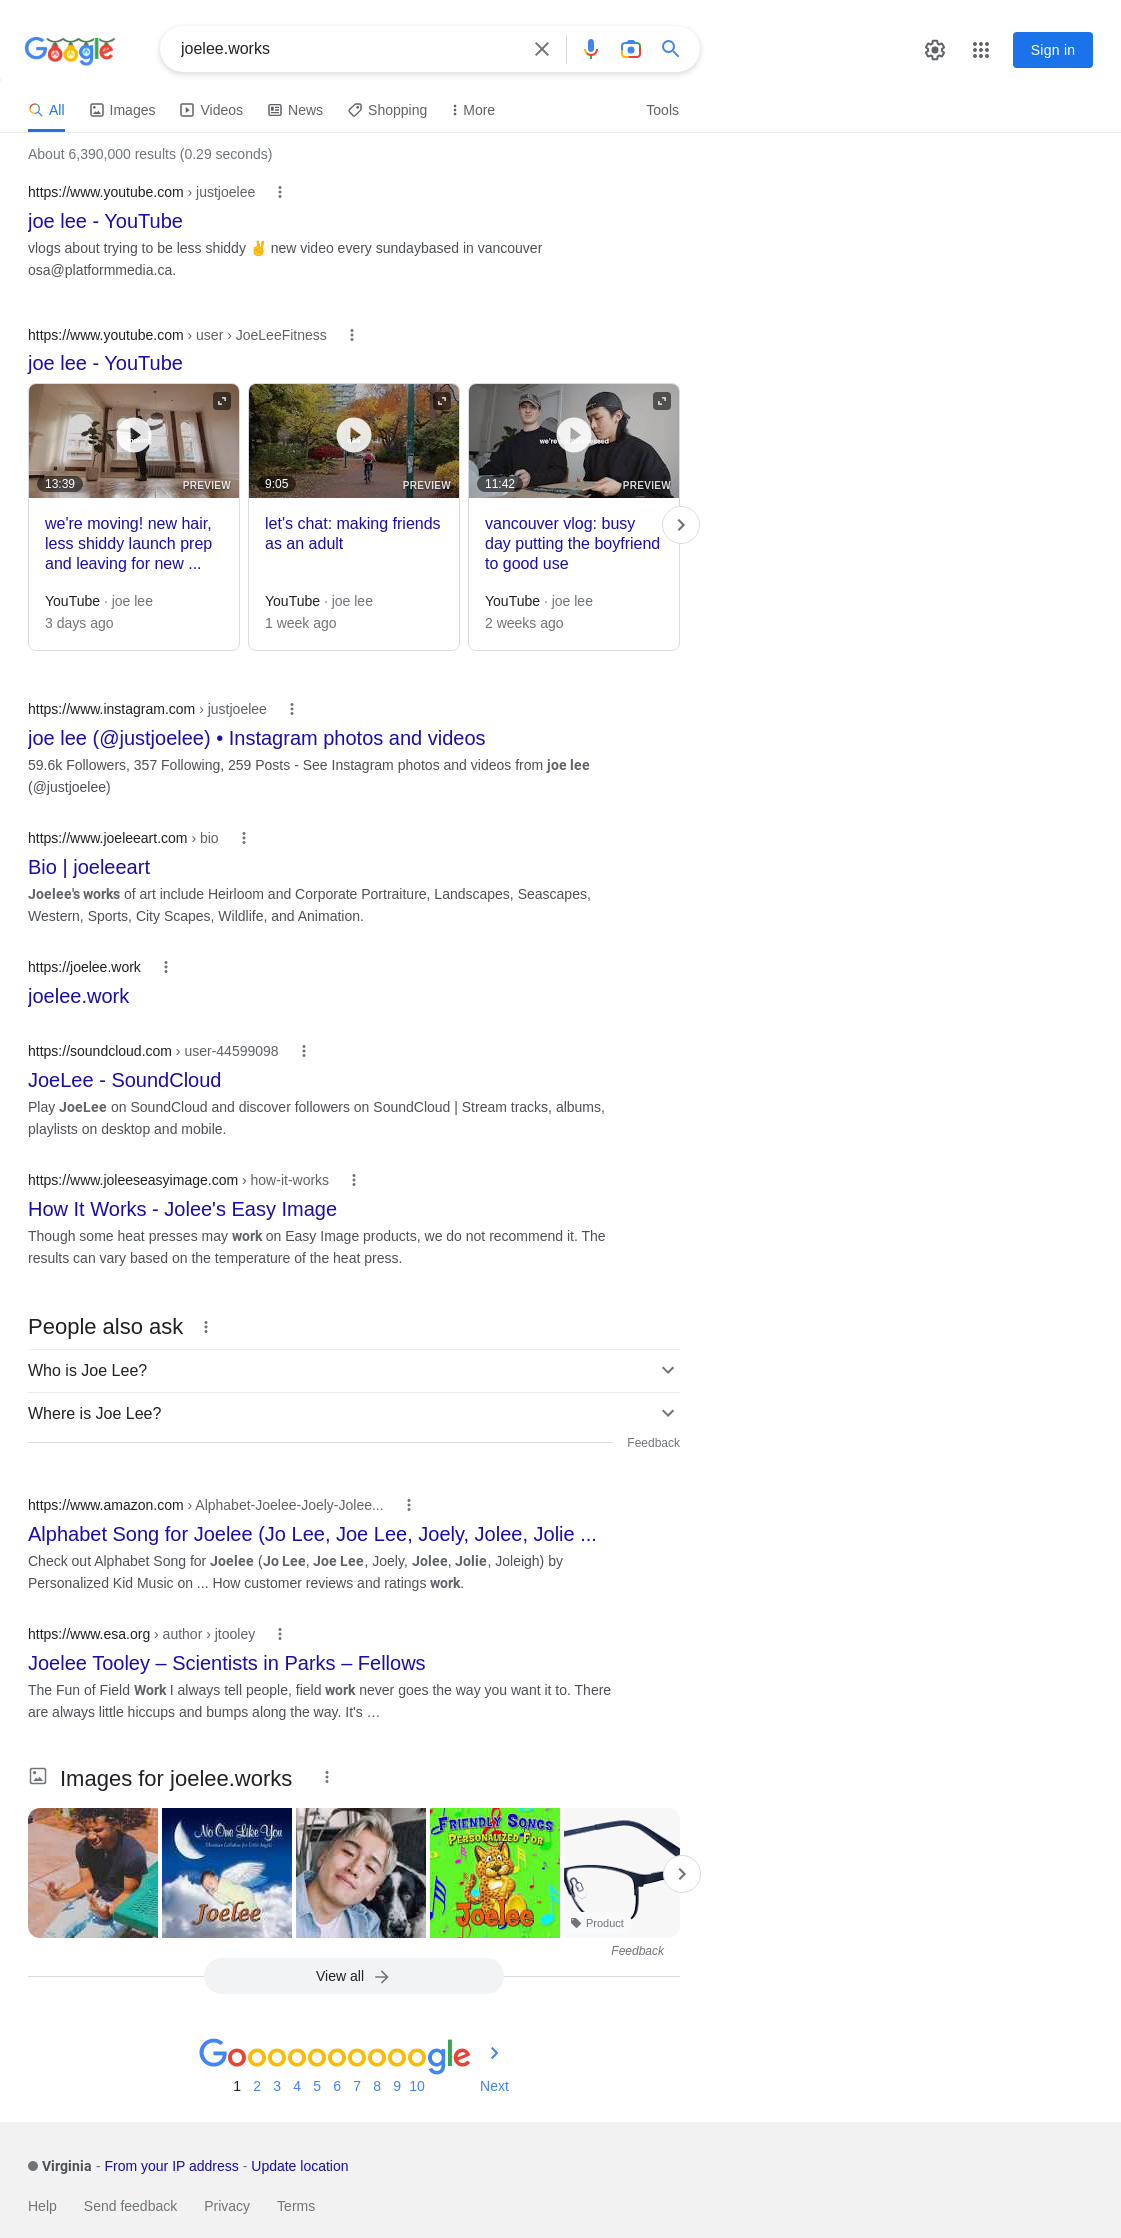 Google
joelee.works
Sign in
All
Images
Videos
News
Shopping
More
Tools
About 6,390,000 results (0.29 seconds)
https://www.youtube.com › justjoelee
joe lee - YouTube
vlogs about trying to be less shiddy ✌ new video every sundaybased in vancouver
osa@platformmedia.ca.
https://www.youtube.com › user › JoeLeeFitness
joe lee - YouTube
13:39
PREVIEW
we're moving! new hair,
less shiddy launch prep
and leaving for new ...
YouTube · joe lee
3 days ago
9:05
PREVIEW
let's chat: making friends
as an adult
YouTube · joe lee
1 week ago
11:42
PREVIEW
vancouver vlog: busy
day putting the boyfriend
to good use
YouTube · joe lee
2 weeks ago
https://www.instagram.com › justjoelee
joe lee (@justjoelee) • Instagram photos and videos
59.6k Followers, 357 Following, 259 Posts - See Instagram photos and videos from joe lee
(@justjoelee)
https://www.joeleeart.com › bio
Bio | joeleeart
Joelee's works of art include Heirloom and Corporate Portraiture, Landscapes, Seascapes,
Western, Sports, City Scapes, Wildlife, and Animation.
https://joelee.work
joelee.work
https://soundcloud.com › user-44599098
JoeLee - SoundCloud
Play JoeLee on SoundCloud and discover followers on SoundCloud | Stream tracks, albums,
playlists on desktop and mobile.
https://www.joleeseasyimage.com › how-it-works
How It Works - Jolee's Easy Image
Though some heat presses may work on Easy Image products, we do not recommend it. The
results can vary based on the temperature of the heat press.
People also ask
Who is Joe Lee?
Where is Joe Lee?
Feedback
https://www.amazon.com › Alphabet-Joelee-Joely-Jolee...
Alphabet Song for Joelee (Jo Lee, Joe Lee, Joely, Jolee, Jolie ...
Check out Alphabet Song for Joelee (Jo Lee, Joe Lee, Joely, Jolee, Jolie, Joleigh) by
Personalized Kid Music on ... How customer reviews and ratings work.
https://www.esa.org › author › jtooley
Joelee Tooley – Scientists in Parks – Fellows
The Fun of Field Work I always tell people, field work never goes the way you want it to. There
are always little hiccups and bumps along the way. It's …
Images for joelee.works
No One Like You
Joelee
FRIENDLY SONGS
PERSONALIZED FOR
Joelee
Product
Feedback
View all
Goooooooooogle
1 2 3 4 5 6 7 8 9 10 Next
Virginia - From your IP address - Update location
Help
Send feedback
Privacy
Terms